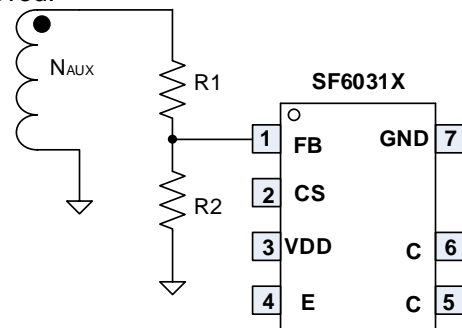 NAUX
R1
SF6031X
1 FB GND 7
R2
2 CS
3 VDD C 6
4 E C 5